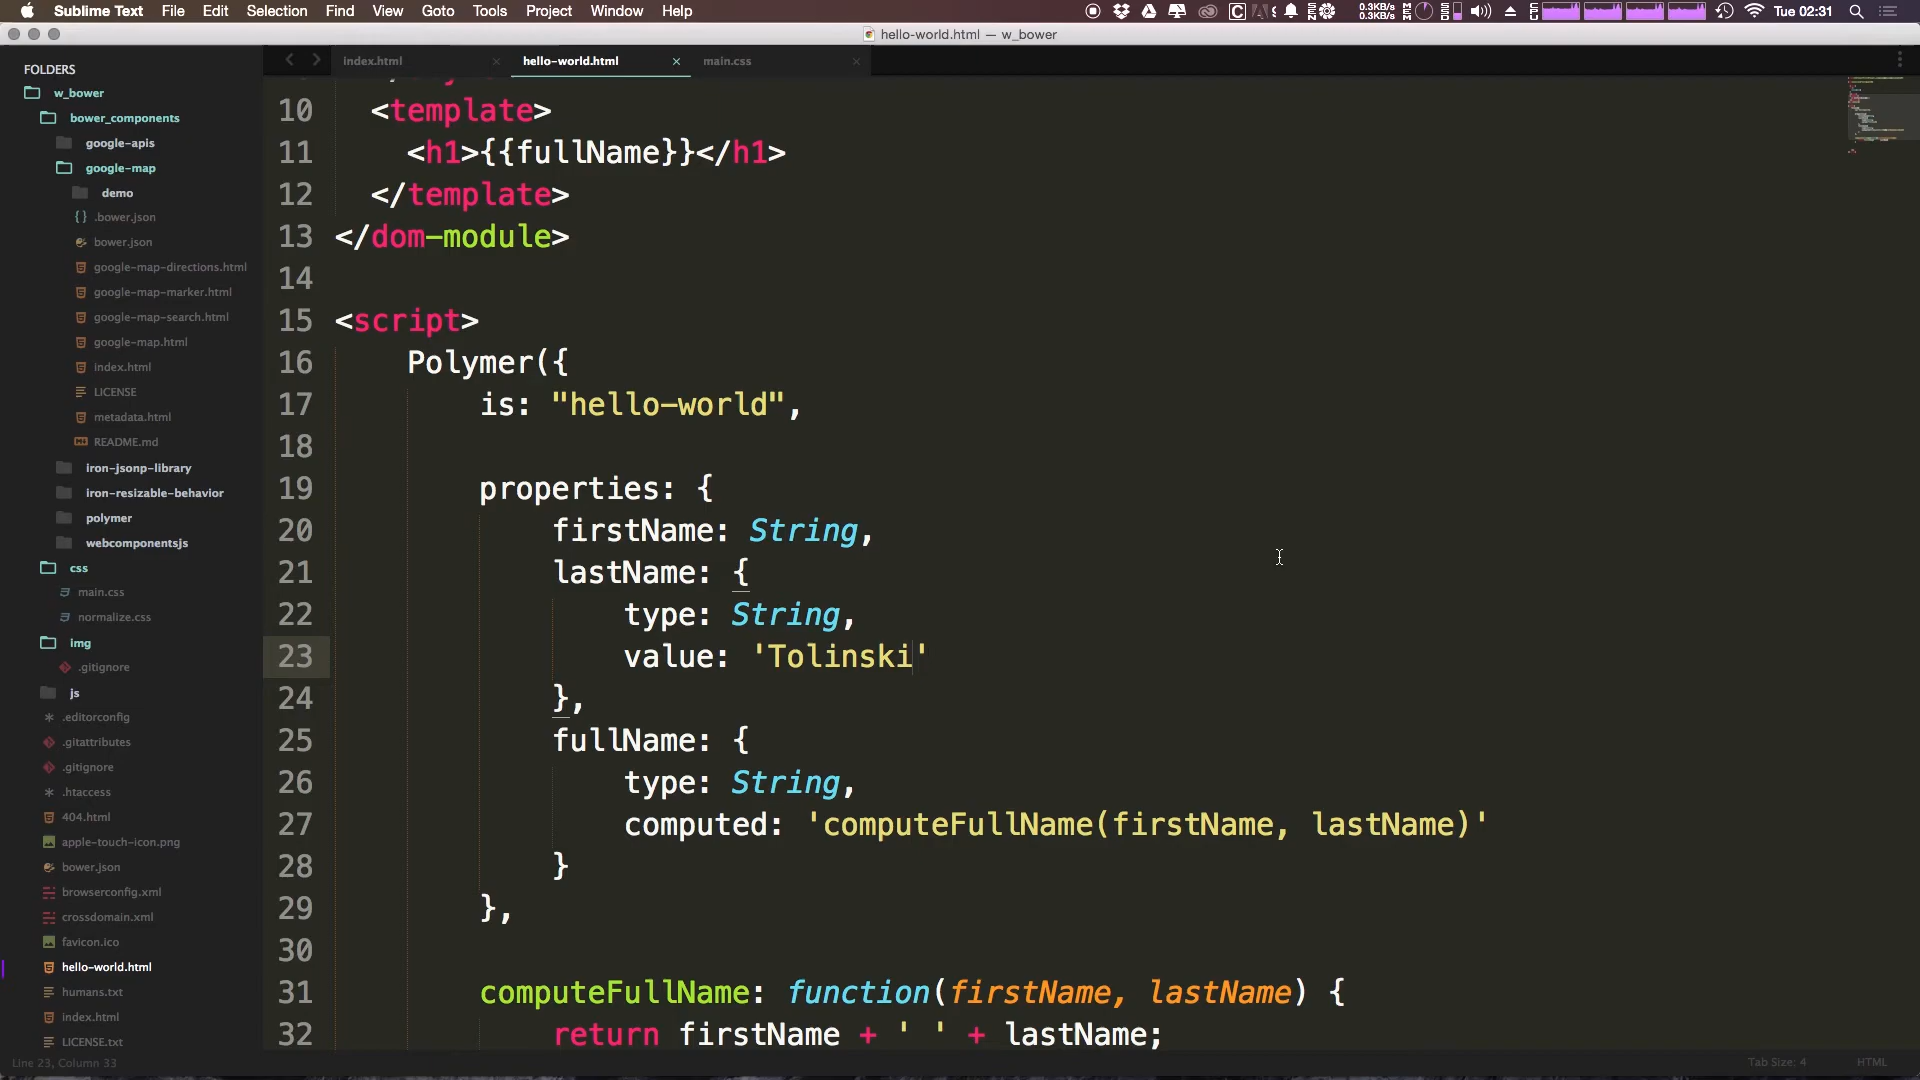 Sublime Text File Edit Selection Find View Goto Tools Project Window Help
0.3KB/s
0.3KB/s
Tue 02:31
hello-world.html — w_bower
FOLDERS
w_bower
bower_components
google-apis
google-map
demo
.bower.json
bower.json
google-map-directions.html
google-map-marker.html
google-map-search.html
google-map.html
index.html
LICENSE
metadata.html
README.md
iron-jsonp-library
iron-resizable-behavior
polymer
webcomponentsjs
css
main.css
normalize.css
img
.gitignore
js
.editorconfig
.gitattributes
.gitignore
.htaccess
404.html
apple-touch-icon.png
bower.json
browserconfig.xml
crossdomain.xml
favicon.ico
hello-world.html
humans.txt
index.html
LICENSE.txt
index.html hello-world.html main.css
10 <template>
11 <h1>{{fullName}}</h1>
12 </template>
13 </dom-module>
14
15 <script>
16 Polymer({
17 is: "hello-world",
18
19 properties: {
20 firstName: String,
21 lastName: {
22 type: String,
23 value: 'Tolinski'
24 },
25 fullName: {
26 type: String,
27 computed: 'computeFullName(firstName, lastName)'
28 }
29 },
30
31 computeFullName: function(firstName, lastName) {
32 return firstName + ' ' + lastName;
Line 23, Column 33
Tab Size: 4
HTML